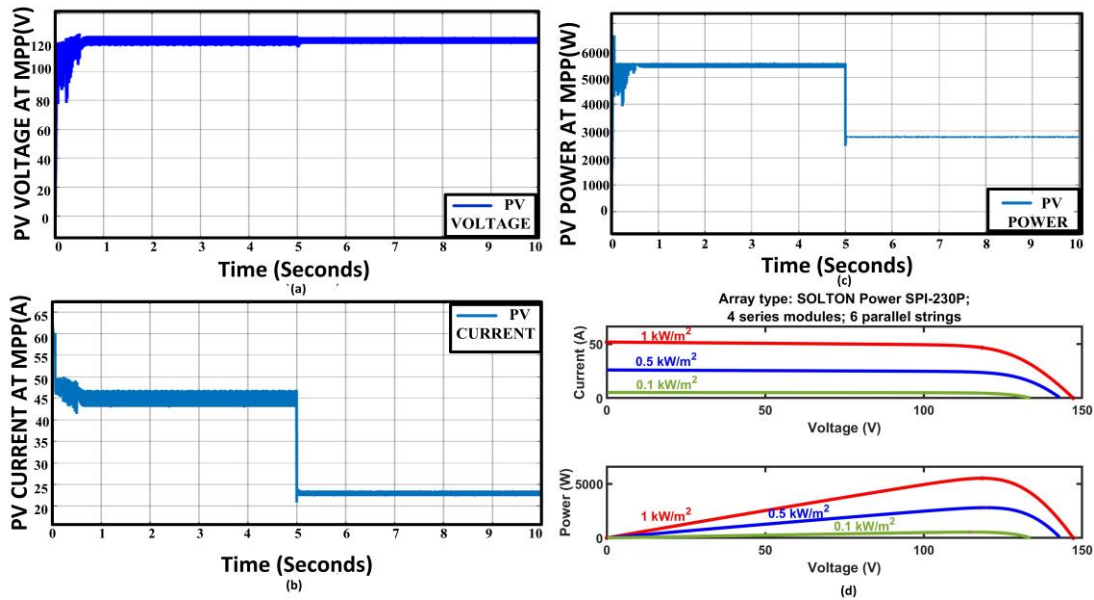 PV VOLTAGE AT MPP(V)
120
100
80
60
40
20
0
PV
VOLTAGE
0 1 2 3 4 5 6 7 8 9 10
Time (Seconds)
(a)
PV POWER AT MPP(W)
6000
5000
4000
3000
2000
1000
0
PV
POWER
0 1 2 3 4 5 6 7 8 9 10
Time (Seconds)
(c)
PV CURRENT AT MPP(A)
65
60
55
50
45
40
35
30
25
20
PV
CURRENT
0 1 2 3 4 5 6 7 8 9 10
Time (Seconds)
(b)
Array type: SOLTON Power SPI-230P;
4 series modules; 6 parallel strings
Current (A)
50
0
1 kW/m²
0.5 kW/m²
0.1 kW/m²
0 50 100 150
Voltage (V)
Power (W)
5000
0
1 kW/m²
0.5 kW/m²
0.1 kW/m²
0 50 100 150
Voltage (V)
(d)